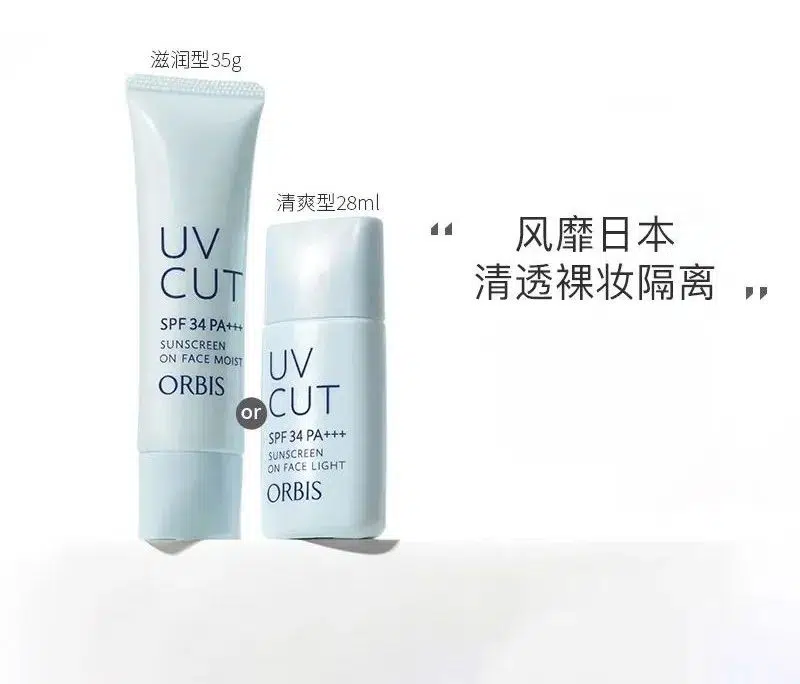 滋润型35g
UV
CUT
SPF 34 PA+++
SUNSCREEN
ON FACE MOIST
ORBIS
or
清爽型28ml
UV
CUT
SPF 34 PA+++
SUNSCREEN
ON FACE LIGHT
ORBIS
“ 风靡日本
清透裸妆隔离 ”